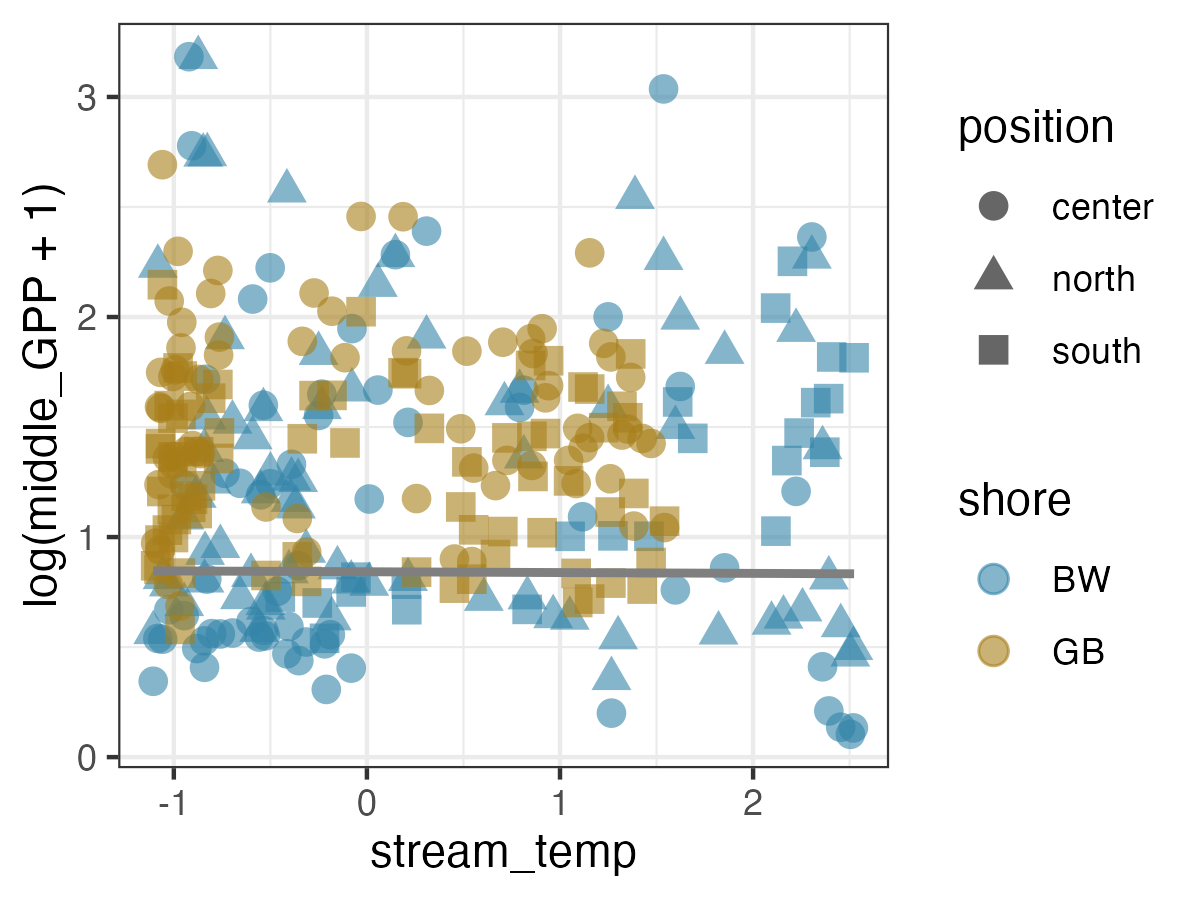 log(middle_GPP + 1)
3
2
1
0
-1
0
1
2
stream_temp
position
center
north
south
shore
BW
GB